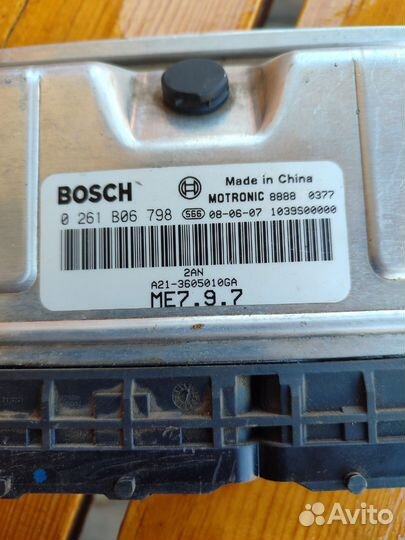 BOSCH Made in China
MOTRONIC 8888 0377
0 261 B06 798 566 08-06-07 1039S00000
2AN
A21-3605010GA
ME7.9.7
Avito